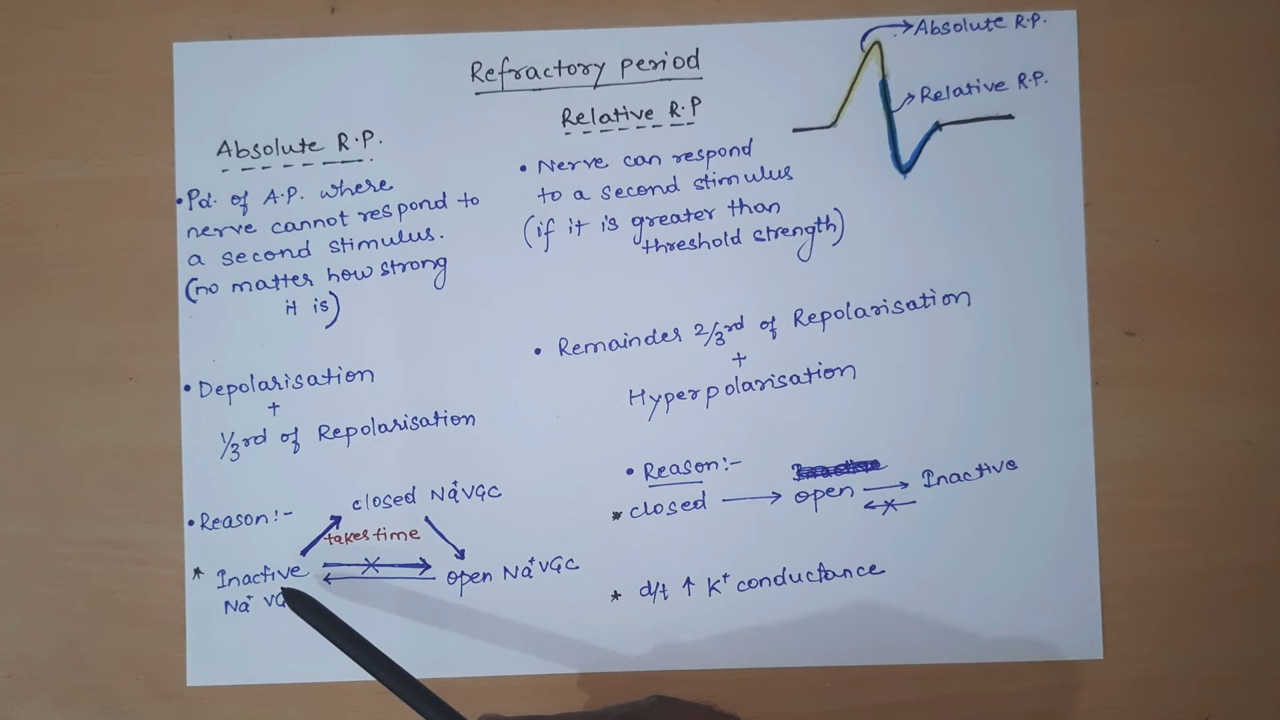 Refractory period
Absolute R.P.
Relative R.P.
Absolute R.P.
• Pd. of A.P. where
nerve cannot respond to
a second stimulus.
(no matter how strong
it is)
• Depolarisation
+
1/3rd of Repolarisation
• Reason:-
closed Na⁺VGC
takes time
* Inactive
Na⁺ VG
open Na⁺VGC
Relative R.P
• Nerve can respond
to a second stimulus
(if it is greater than
threshold strength)
• Remainder 2/3rd of Repolarisation
+
Hyperpolarisation
• Reason:-
* closed → open → Inactive
* d/t ↑ K⁺ conductance